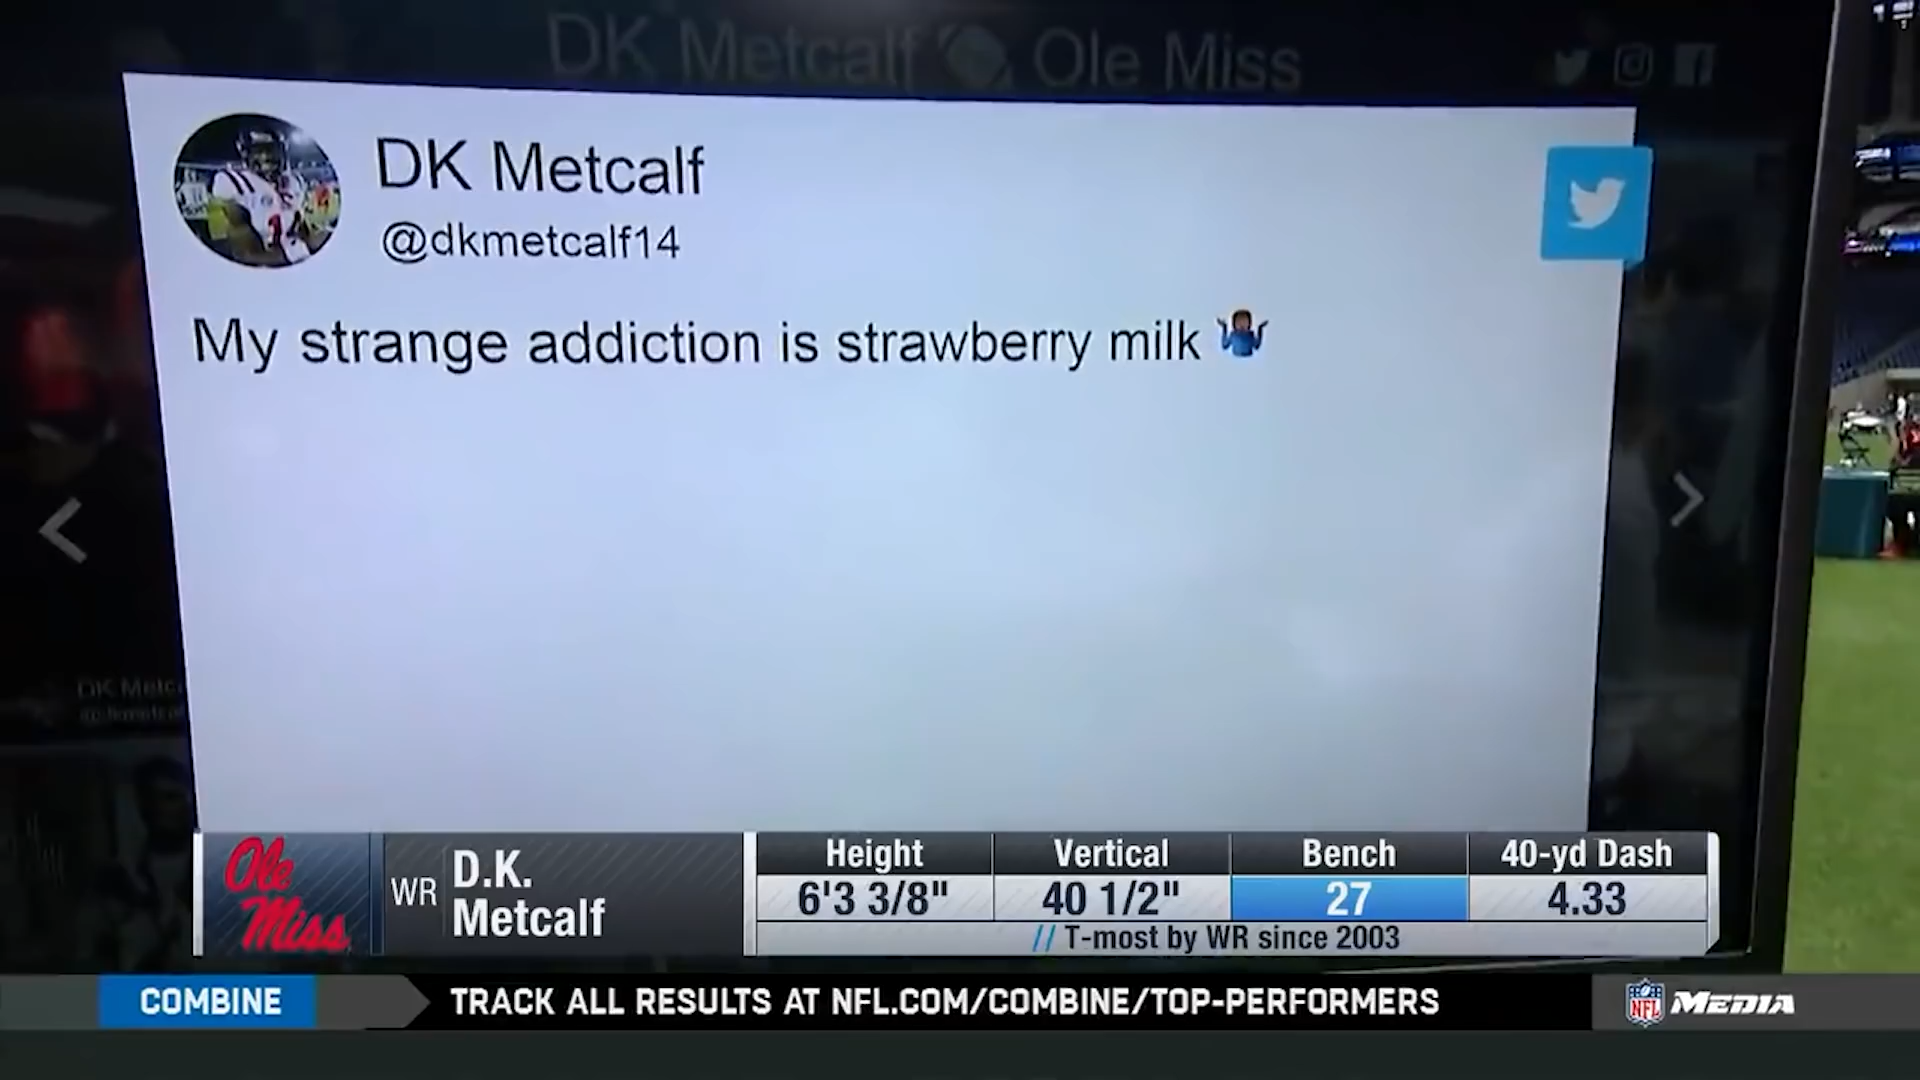 DK Metcalf Ole Miss
DK Metcalf
@dkmetcalf14
My strange addiction is strawberry milk 🤷🏾‍♂️
DK Metc
Ole Miss
WR
D.K.
Metcalf
Height Vertical Bench 40-yd Dash
6'3 3/8" 40 1/2" 27 4.33
// T-most by WR since 2003
COMBINE
TRACK ALL RESULTS AT NFL.COM/COMBINE/TOP-PERFORMERS
NFL MEDIA